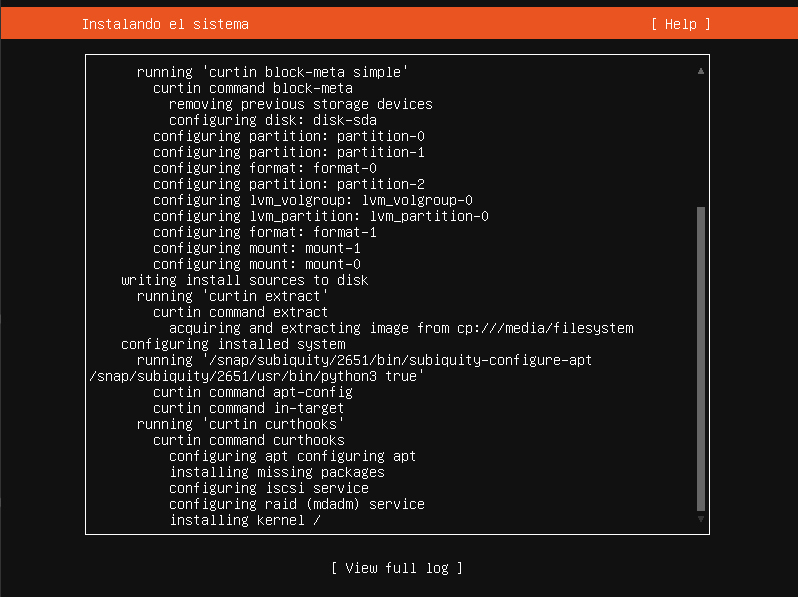 Instalando el sistema [ Help ]
running 'curtin block-meta simple'
curtin command block-meta
removing previous storage devices
configuring disk: disk-sda
configuring partition: partition-0
configuring partition: partition-1
configuring format: format-0
configuring partition: partition-2
configuring lvm_volgroup: lvm_volgroup-0
configuring lvm_partition: lvm_partition-0
configuring format: format-1
configuring mount: mount-1
configuring mount: mount-0
writing install sources to disk
running 'curtin extract'
curtin command extract
acquiring and extracting image from cp:///media/filesystem
configuring installed system
running '/snap/subiquity/2651/bin/subiquity-configure-apt
/snap/subiquity/2651/usr/bin/python3 true'
curtin command apt-config
curtin command in-target
running 'curtin curthooks'
curtin command curthooks
configuring apt configuring apt
installing missing packages
configuring iscsi service
configuring raid (mdadm) service
installing kernel /
[ View full log ]